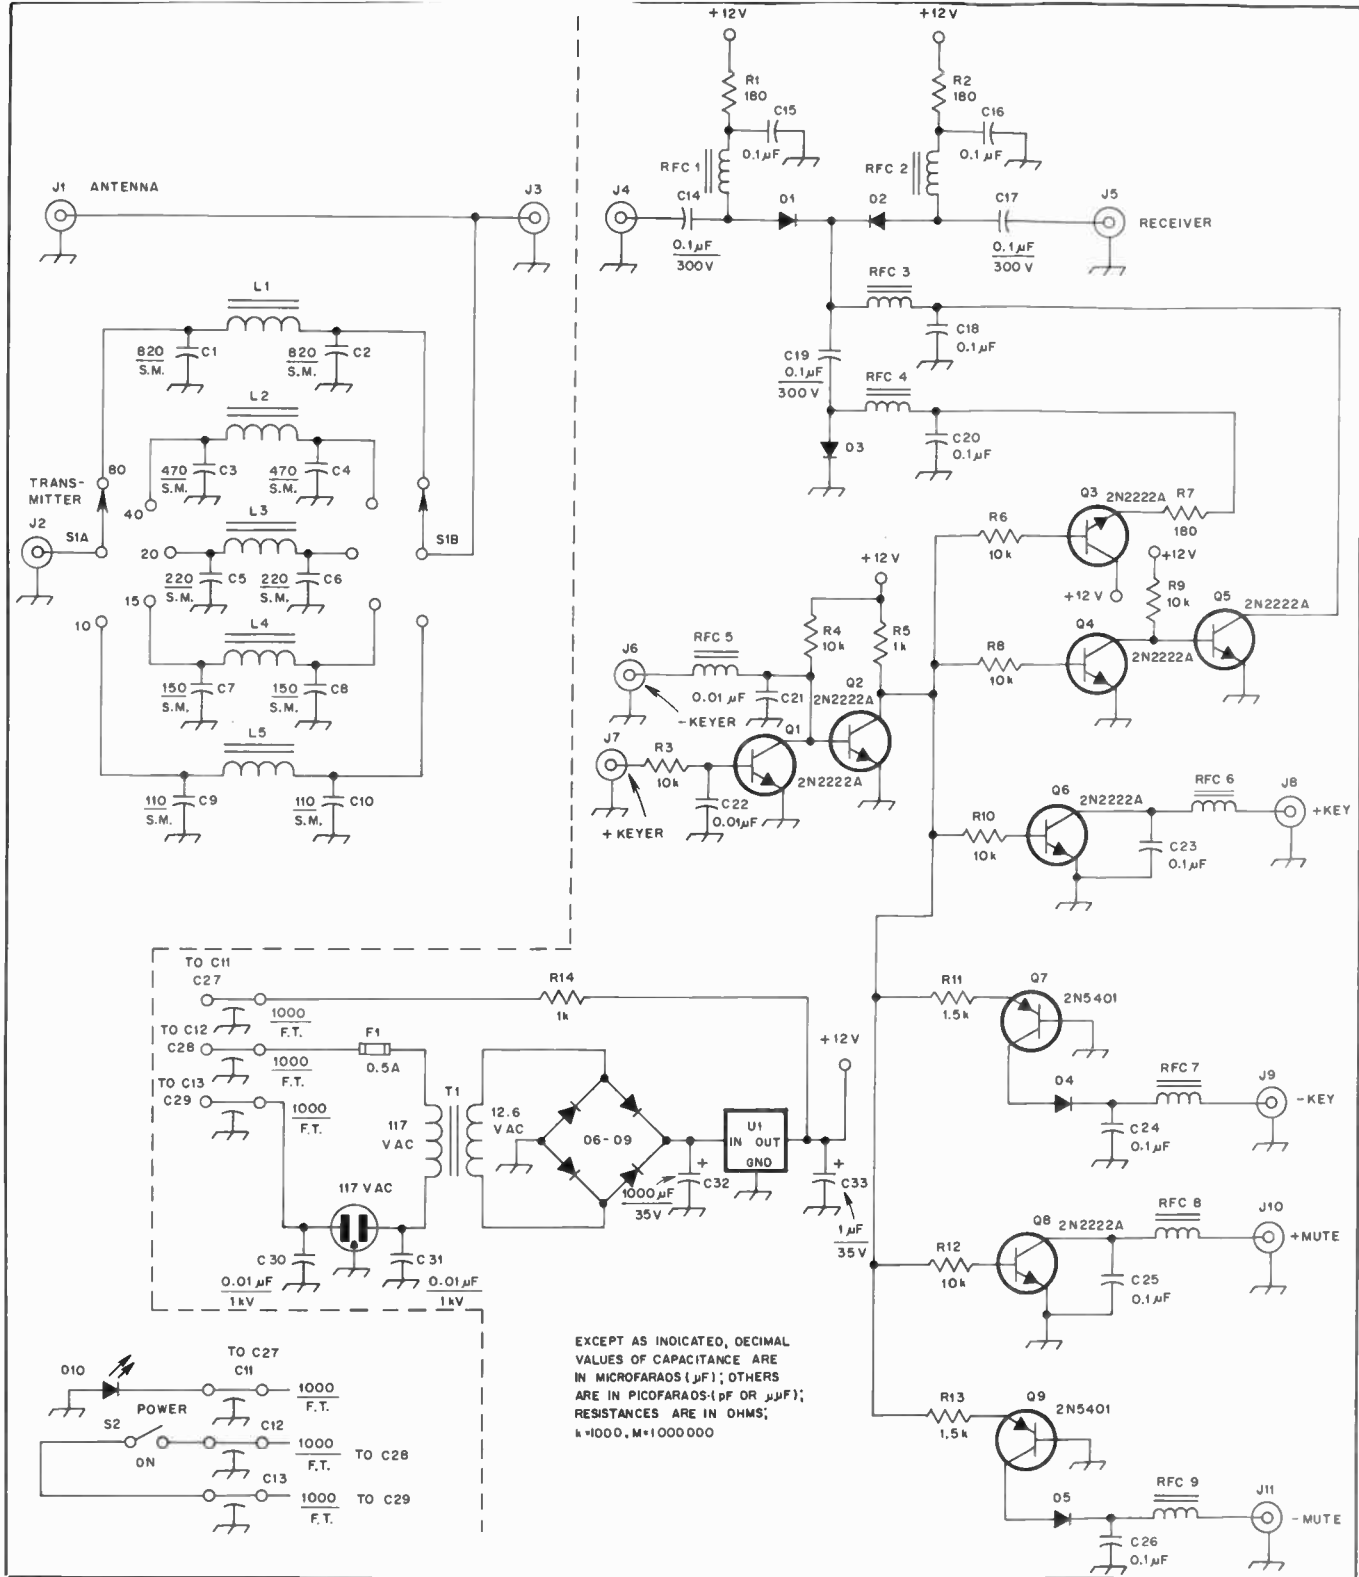 +12V
+12V
R1
180
R2
180
C15
0.1µF
C16
0.1µF
RFC 1
RFC 2
J1 ANTENNA
J3
J4
C14
0.1µF
300V
D1
D2
C17
0.1µF
300V
J5
RECEIVER
L1
820
S.M.
C1
820
S.M.
C2
RFC 3
C18
0.1µF
C19
0.1µF
300V
RFC 4
C20
0.1µF
D3
L2
470
S.M.
C3
470
S.M.
C4
80
TRANS-
MITTER
J2
S1A
40
L3
20
220
S.M.
C5
220
S.M.
C6
S1B
15
10
L4
150
S.M.
C7
150
S.M.
C8
L5
110
S.M.
C9
110
S.M.
C10
Q3
2N2222A
R7
180
R6
10k
+12V
+12V
R9
10k
Q5
2N2222A
Q4
2N2222A
R8
10k
+12V
R4
10k
R5
1k
J6
RFC 5
0.01µF
C21
-KEYER
Q2
2N2222A
J7
R3
10k
Q1
2N2222A
C22
0.01µF
+KEYER
Q6
2N2222A
R10
10k
RFC 6
J8
+KEY
C23
0.1µF
TO C11
C27
1000
F.T.
R14
1k
TO C12
C28
1000
F.T.
F1
0.5A
TO C13
C29
1000
F.T.
T1
117
VAC
12.6
VAC
D6-D9
U1
IN OUT
GND
+12V
+
C32
1000µF
35V
+
C33
1µF
35V
117 VAC
C30
0.01µF
1kV
C31
0.01µF
1kV
R11
1.5k
Q7
2N5401
D4
RFC 7
J9
-KEY
C24
0.1µF
Q8
2N2222A
R12
10k
RFC 8
J10
+MUTE
C25
0.1µF
R13
1.5k
Q9
2N5401
D5
RFC 9
J11
-MUTE
C26
0.1µF
D10
TO C27
C11
1000
F.T.
POWER
S2
ON
C12
1000
F.T.
TO C28
C13
1000
F.T.
TO C29
EXCEPT AS INDICATED, DECIMAL
VALUES OF CAPACITANCE ARE
IN MICROFARADS (µF); OTHERS
ARE IN PICOFARADS (pF OR µµF);
RESISTANCES ARE IN OHMS;
k=1000, M=1000000